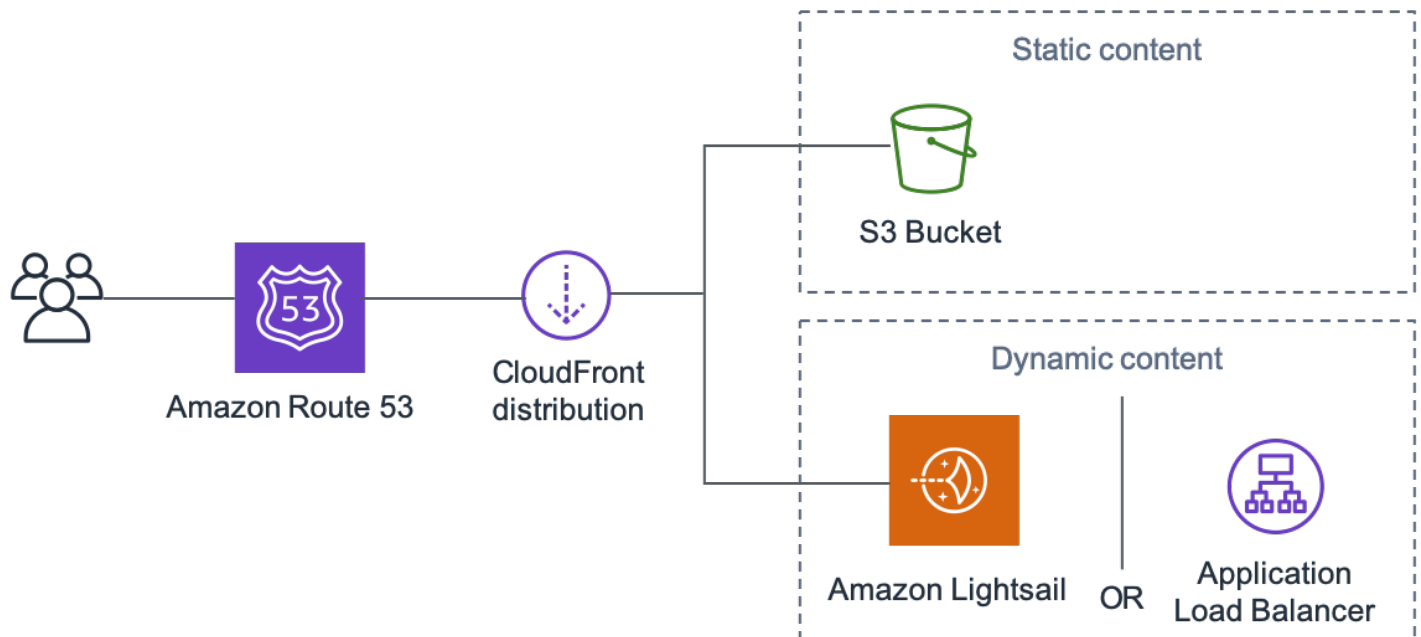 Static content
S3 Bucket
53
Amazon Route 53
CloudFront
distribution
Dynamic content
Amazon Lightsail
OR
Application
Load Balancer